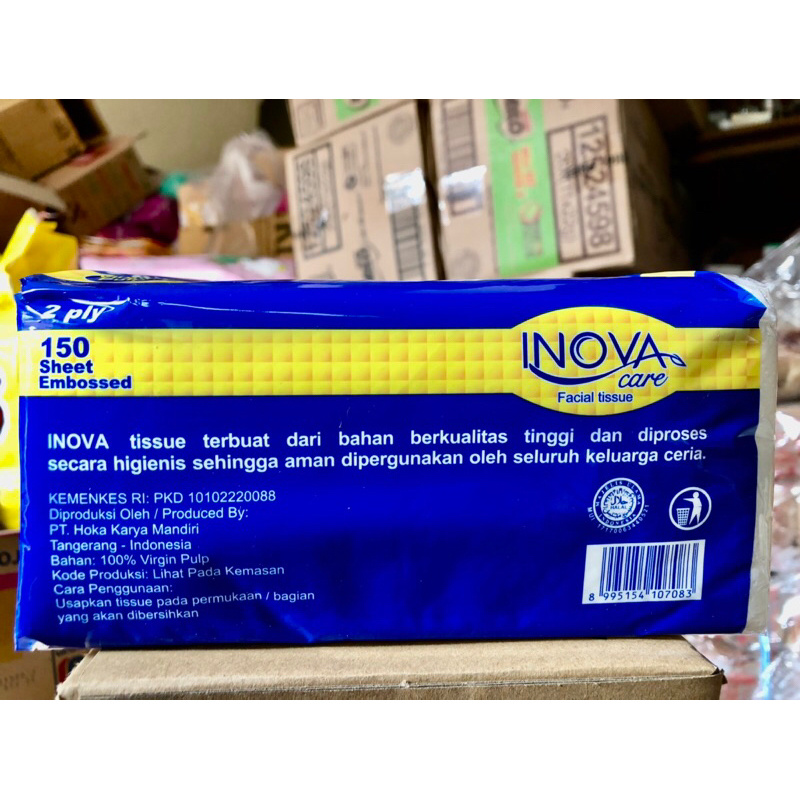 12524598
2 ply
150
Sheet
Embossed
INOVA
care
Facial tissue
INOVA tissue terbuat dari bahan berkualitas tinggi dan diproses
secara higienis sehingga aman dipergunakan oleh seluruh keluarga ceria.
KEMENKES RI: PKD 10102220088
Diproduksi Oleh / Produced By:
PT. Hoka Karya Mandiri
Tangerang - Indonesia
Bahan: 100% Virgin Pulp
Kode Produksi: Lihat Pada Kemasan
Cara Penggunaan:
Usapkan tissue pada permukaan / bagian
yang akan dibersihkan
HALAL
8 995154 107083